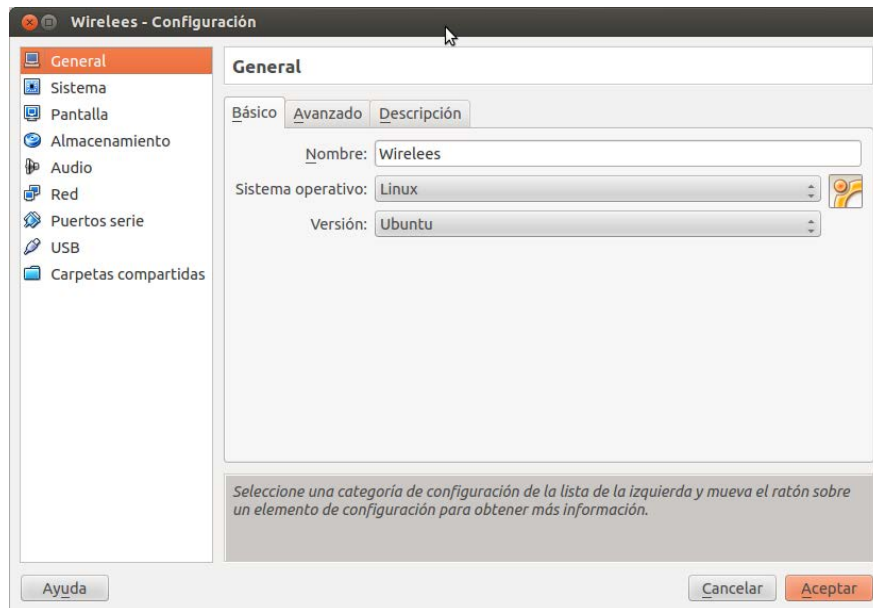 Wirelees - Configuración
General
Sistema
Pantalla
Almacenamiento
Audio
Red
Puertos serie
USB
Carpetas compartidas
General
Básico Avanzado Descripción
Nombre: Wirelees
Sistema operativo: Linux
Versión: Ubuntu
Seleccione una categoría de configuración de la lista de la izquierda y mueva el ratón sobre
un elemento de configuración para obtener más información.
Ayuda Cancelar Aceptar